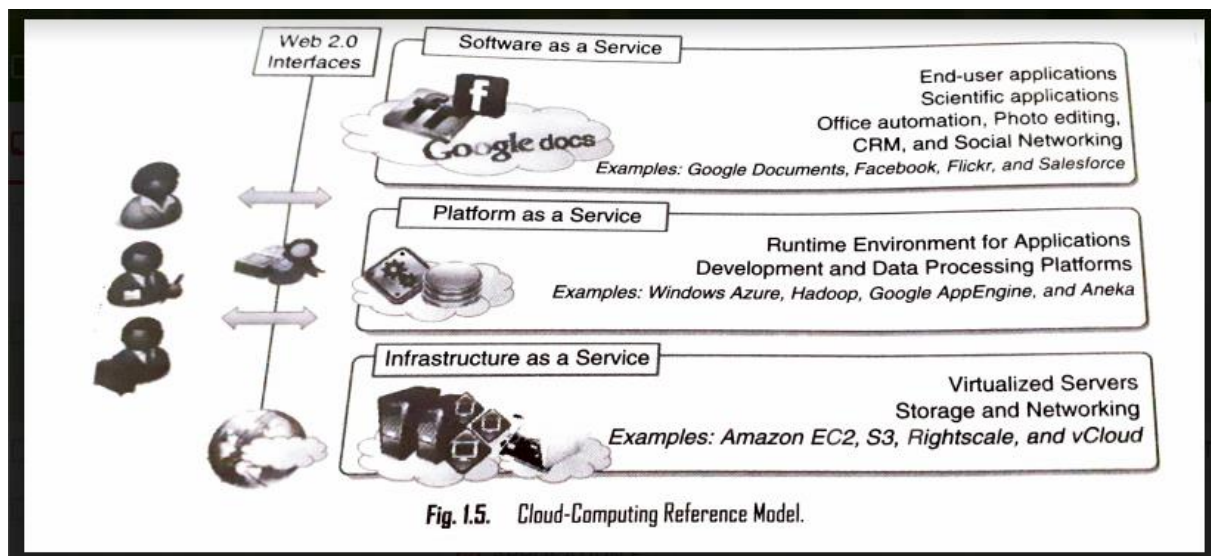 Web 2.0
Interfaces
Software as a Service
End-user applications
Scientific applications
Office automation, Photo editing,
CRM, and Social Networking
Examples: Google Documents, Facebook, Flickr, and Salesforce
f
Google docs
Platform as a Service
Runtime Environment for Applications
Development and Data Processing Platforms
Examples: Windows Azure, Hadoop, Google AppEngine, and Aneka
Infrastructure as a Service
Virtualized Servers
Storage and Networking
Examples: Amazon EC2, S3, Rightscale, and vCloud
Fig. 1.5. Cloud-Computing Reference Model.